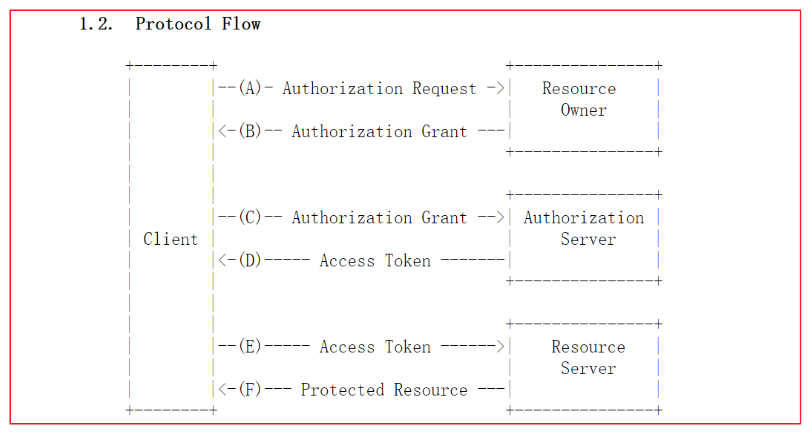 1.2. Protocol Flow
+--------+                               +---------------+
|        |--(A)- Authorization Request ->|   Resource    |
|        |                               |     Owner     |
|        |<-(B)-- Authorization Grant ---|               |
|        |                               +---------------+
|        |
|        |                               +---------------+
|        |--(C)-- Authorization Grant -->| Authorization |
| Client |                               |     Server    |
|        |<-(D)----- Access Token -------|               |
|        |                               +---------------+
|        |
|        |                               +---------------+
|        |--(E)----- Access Token ------>|    Resource   |
|        |                               |     Server    |
|        |<-(F)--- Protected Resource ---|               |
+--------+                               +---------------+